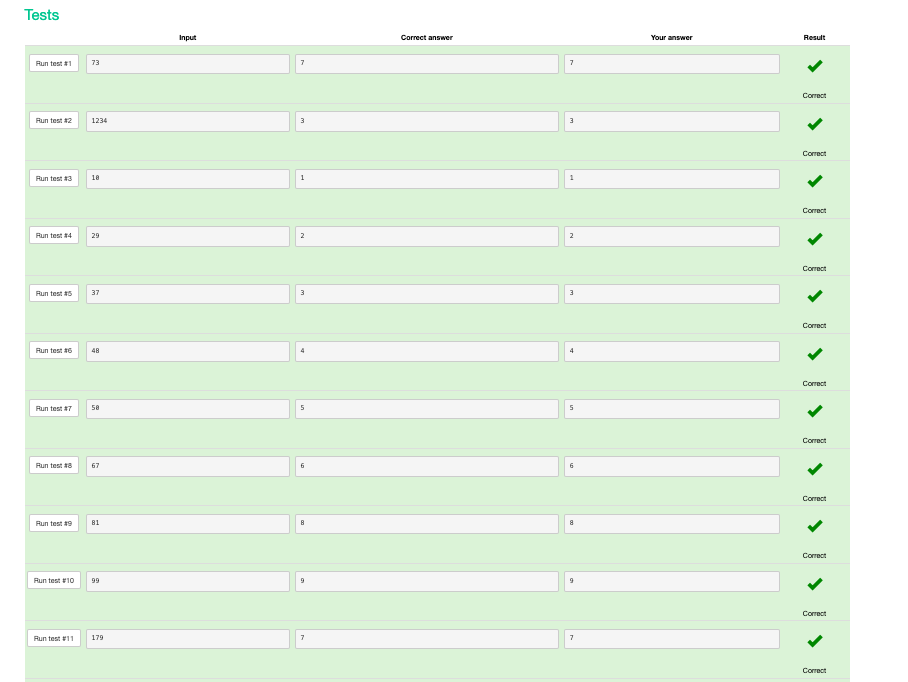 Tests
Input Correct answer Your answer Result
Run test #1 73 7 7
Correct
Run test #2 1234 3 3
Correct
Run test #3 10 1 1
Correct
Run test #4 29 2 2
Correct
Run test #5 37 3 3
Correct
Run test #6 48 4 4
Correct
Run test #7 50 5 5
Correct
Run test #8 67 6 6
Correct
Run test #9 81 8 8
Correct
Run test #10 99 9 9
Correct
Run test #11 179 7 7
Correct